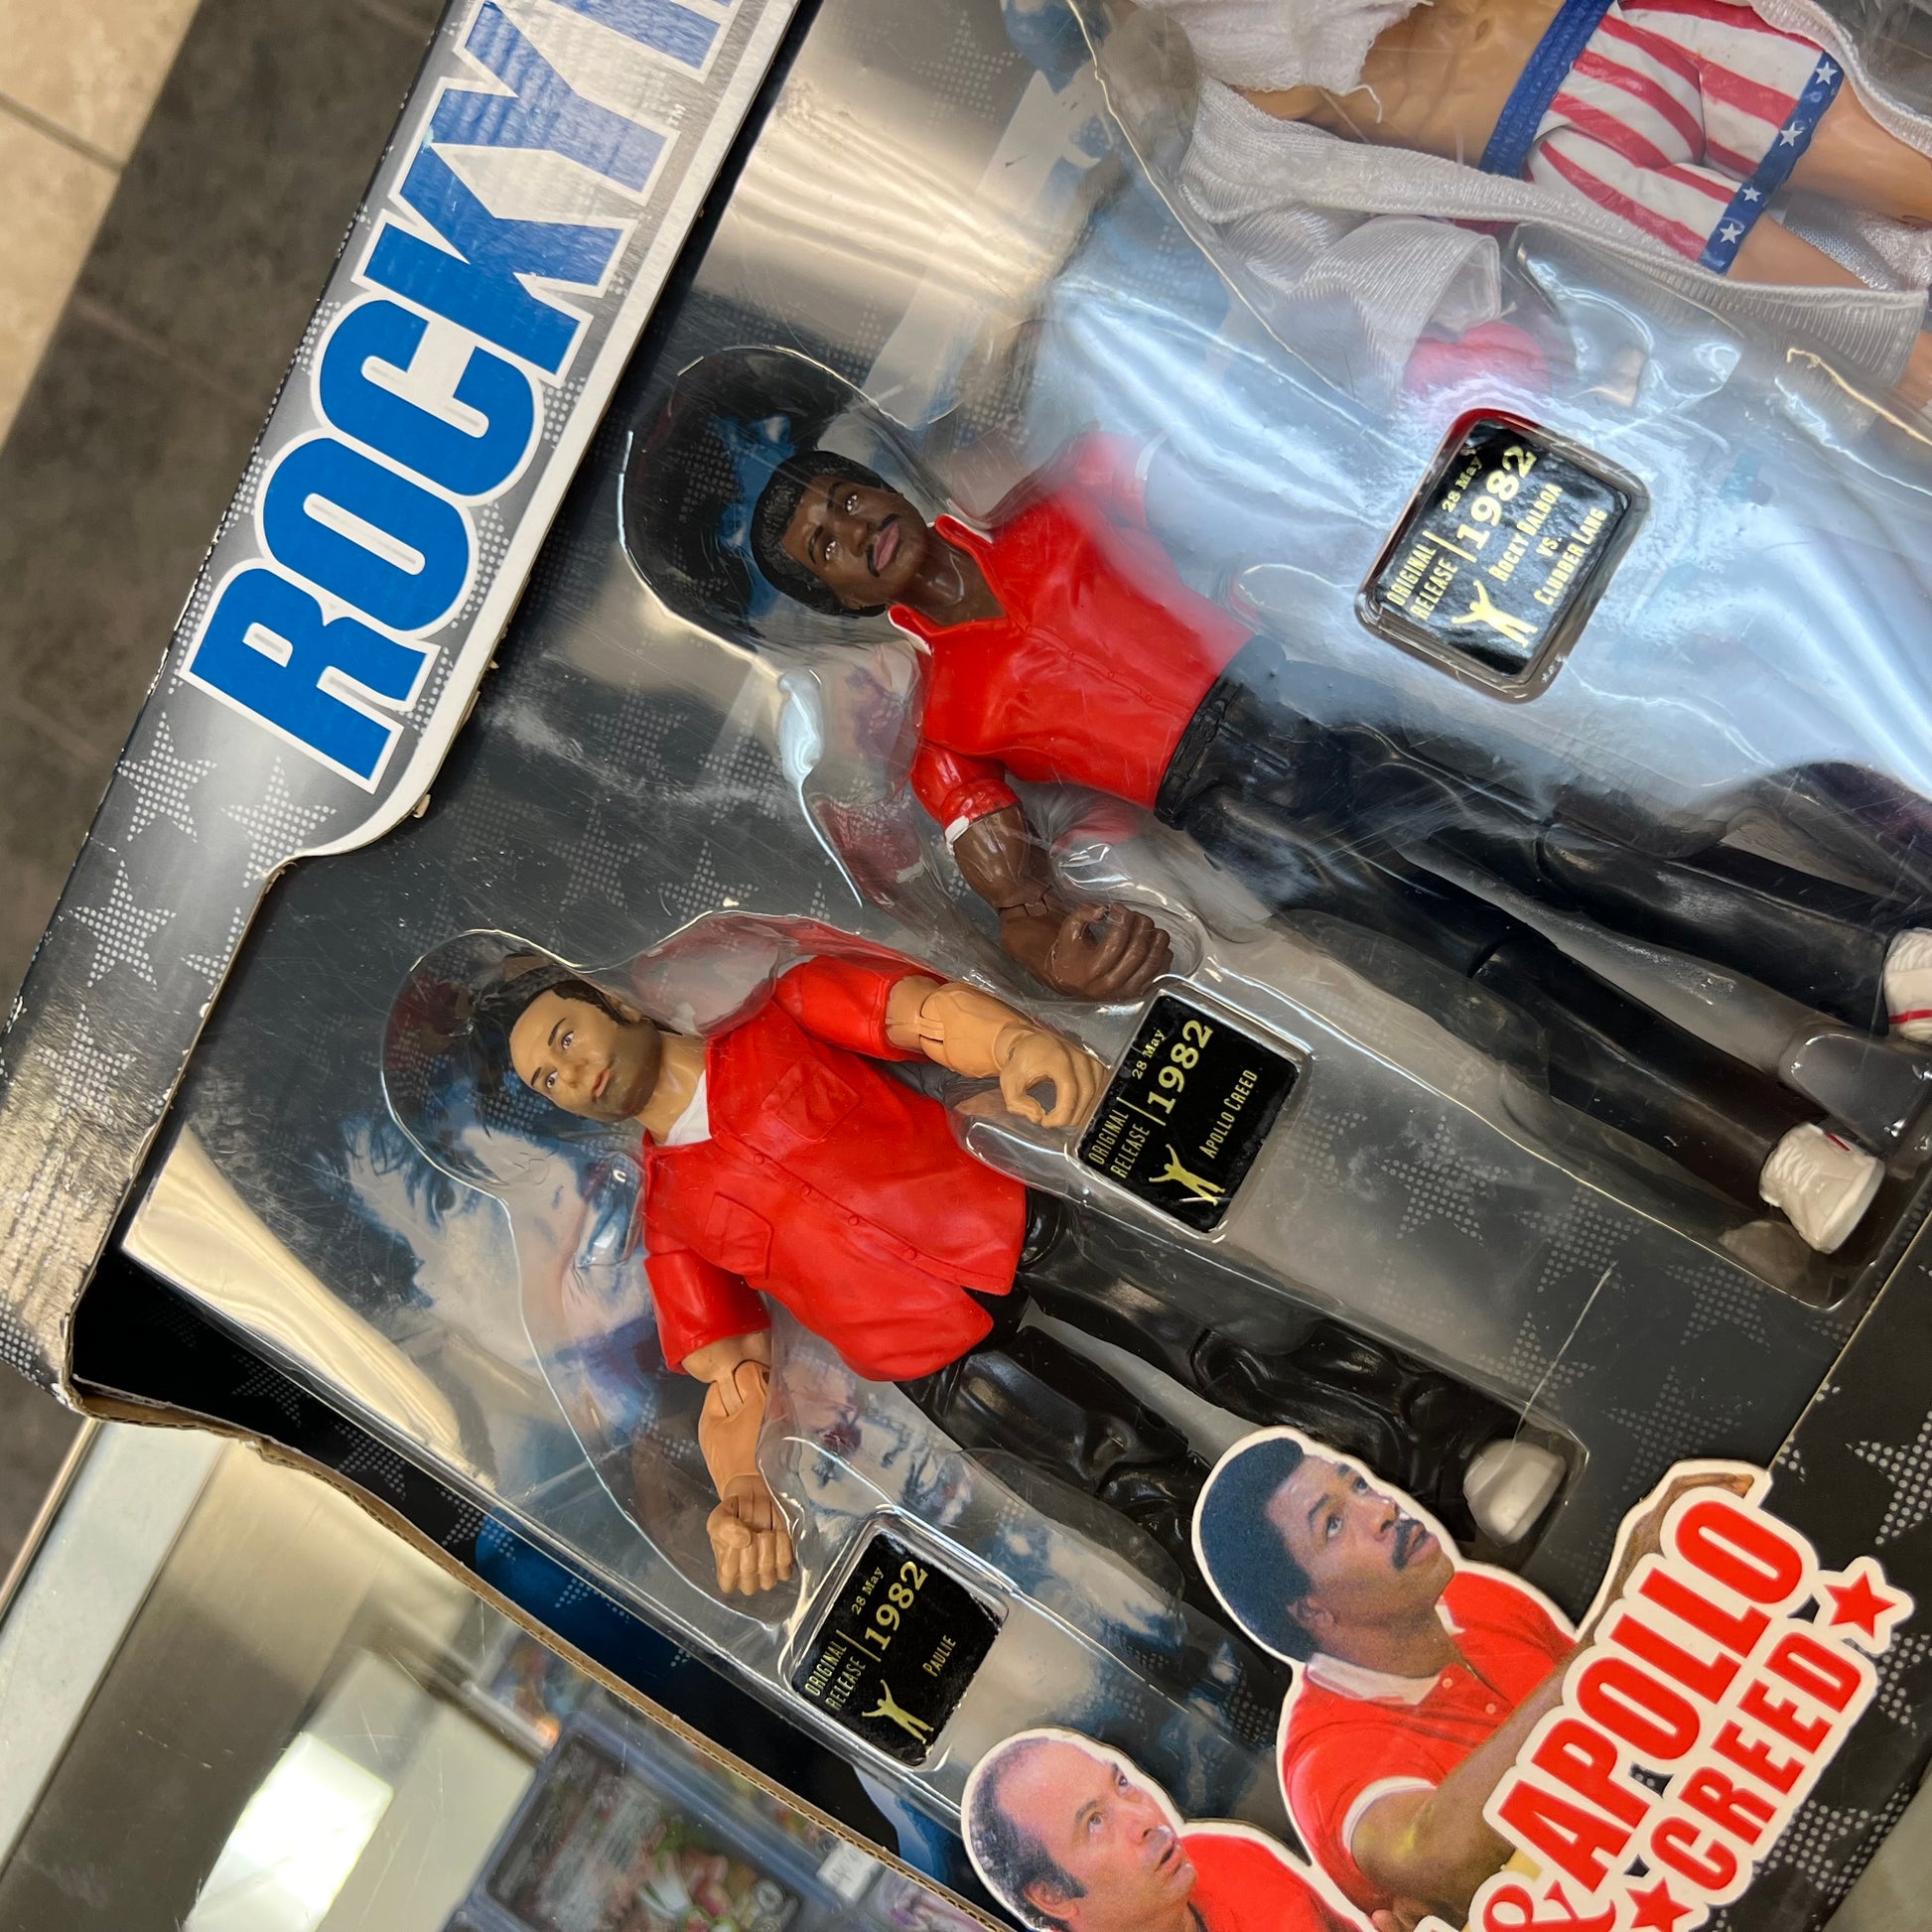 ROCKY
™
ORIGINAL
RELEASE
28 May
1982
ROCKY BALBOA
VS.
CLUBBER LANG
ORIGINAL
RELEASE
28 May
1982
APOLLO CREED
ORIGINAL
RELEASE
28 May
1982
PAULIE
& APOLLO
CREED